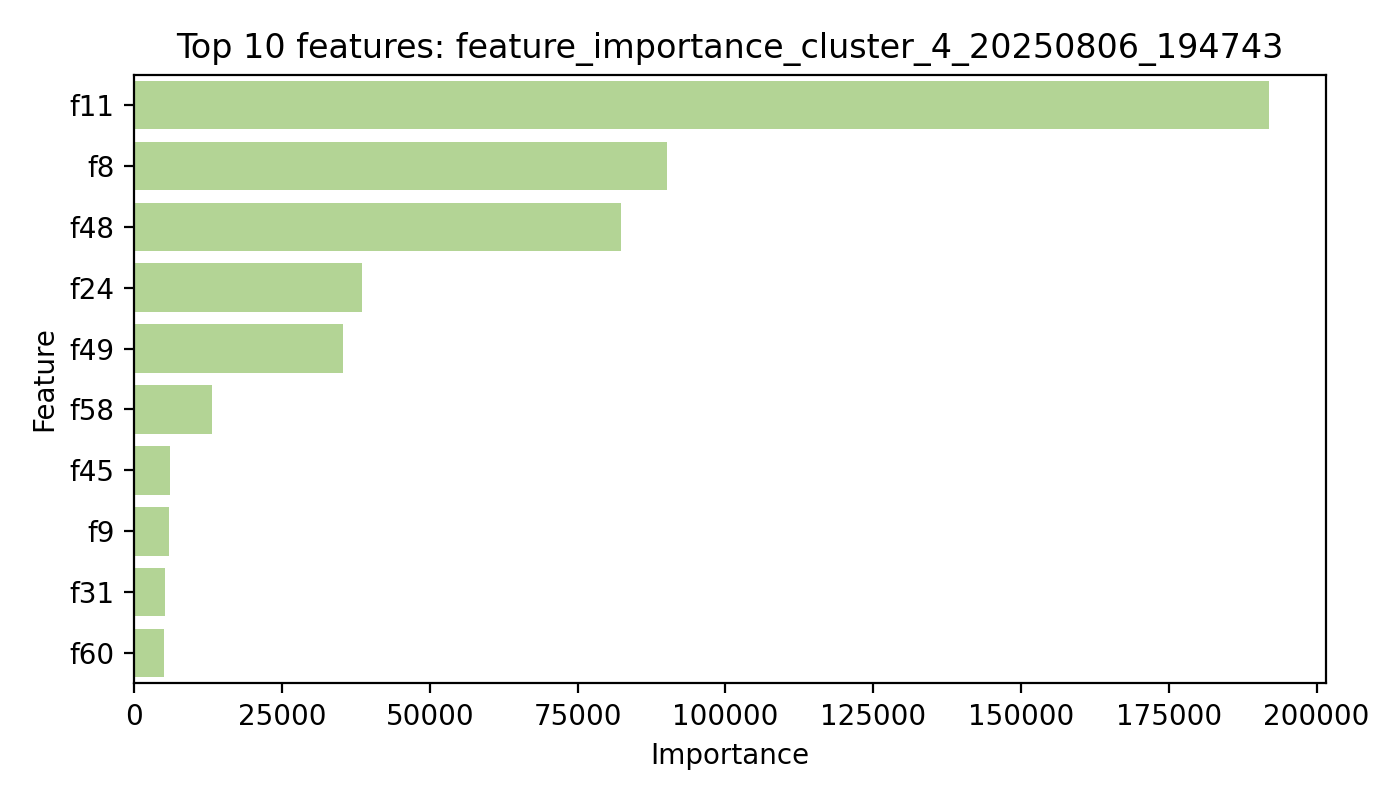 Top 10 features: feature_importance_cluster_4_20250806_194743
f11
f8
f48
f24
f49
f58
f45
f9
f31
f60
Feature
0 25000 50000 75000 100000 125000 150000 175000 200000
Importance